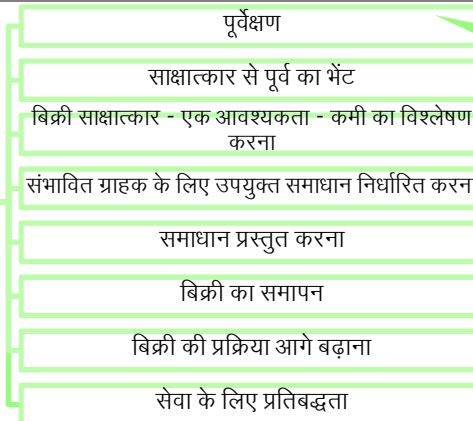 पूर्वेक्षण
साक्षात्कार से पूर्व का भेंट
बिक्री साक्षात्कार - एक आवश्यकता - कमी का विश्लेषण
करना
संभावित ग्राहक के लिए उपयुक्त समाधान निर्धारित करन
समाधान प्रस्तुत करना
बिक्री का समापन
बिक्री की प्रक्रिया आगे बढ़ाना
सेवा के लिए प्रतिबद्धता